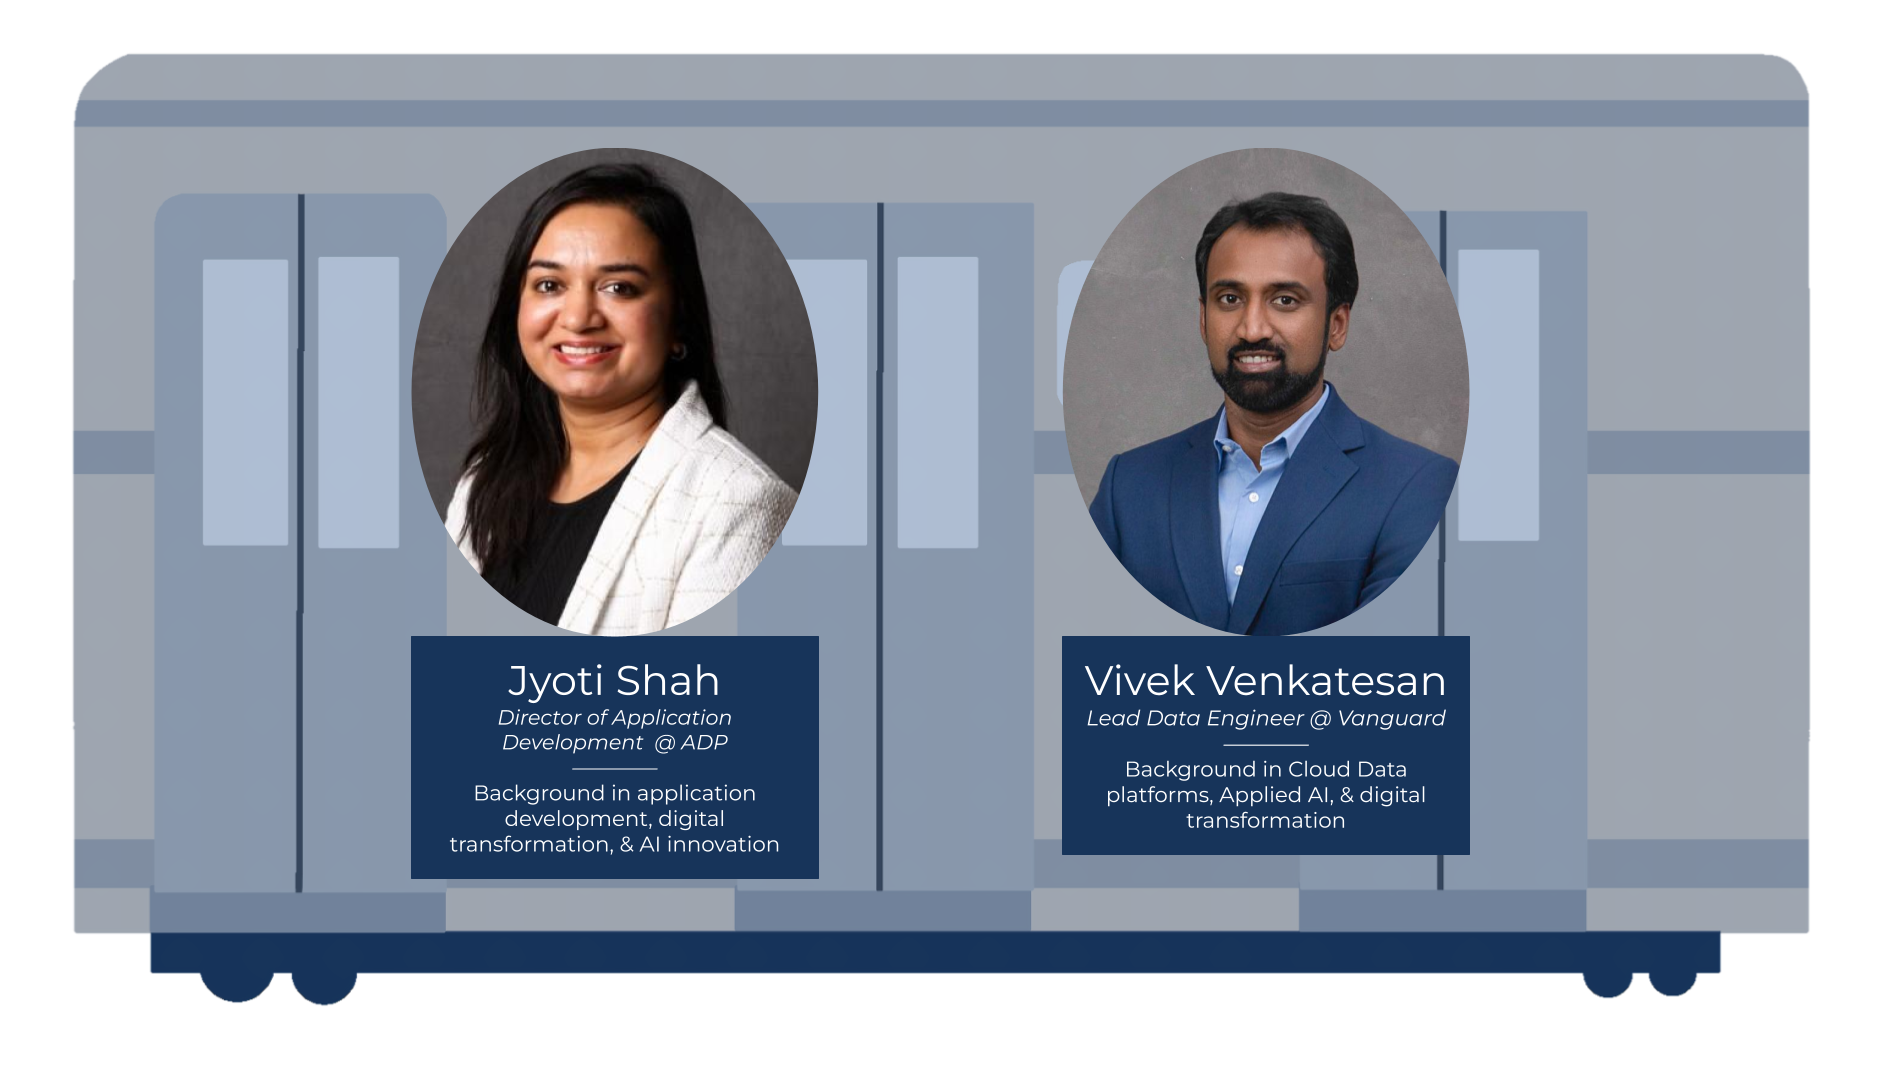 Jyoti Shah
Director of Application
Development @ ADP
Background in application
development, digital
transformation, & AI innovation
Vivek Venkatesan
Lead Data Engineer @ Vanguard
Background in Cloud Data
platforms, Applied AI, & digital
transformation